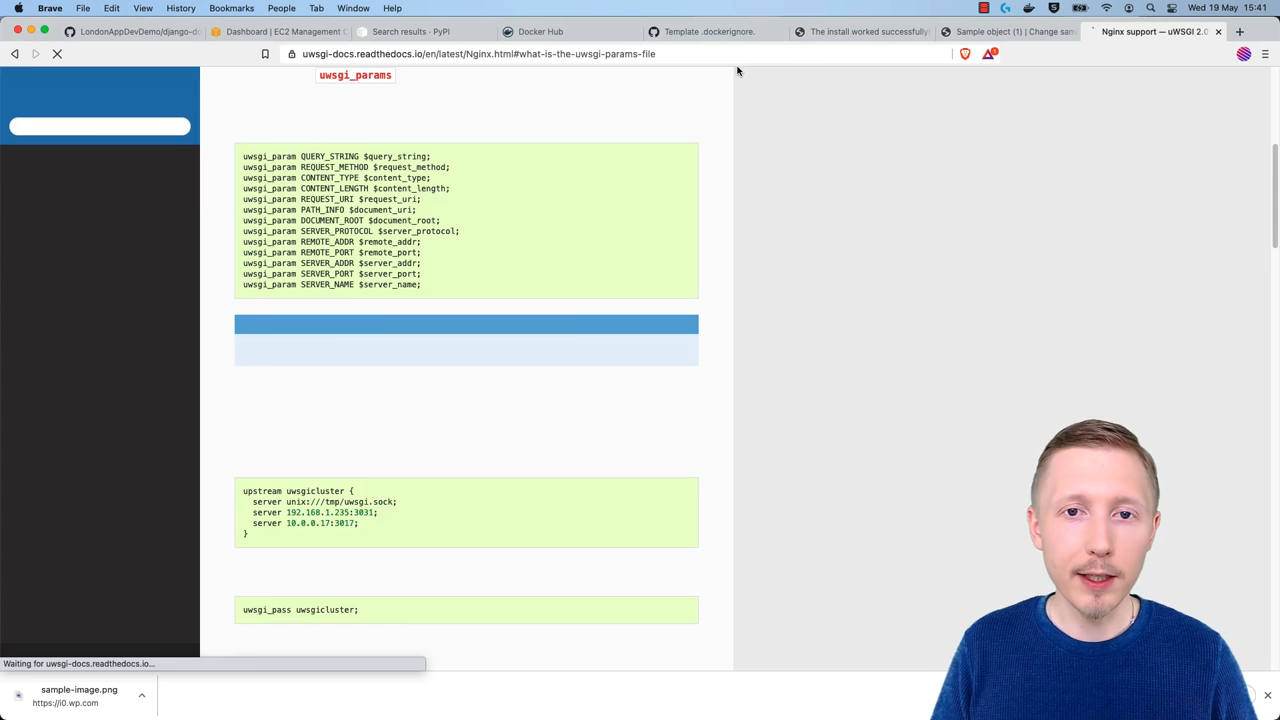 Brave File Edit View History Bookmarks People Tab Window Help Wed 19 May 15:41
LondonAppDevDemo/django-do Dashboard | EC2 Management C Search results · PyPI Docker Hub Template .dockerignore. The install worked successfully! Sample object (1) | Change sam Nginx support — uWSGI 2.0
uwsgi-docs.readthedocs.io/en/latest/Nginx.html#what-is-the-uwsgi-params-file
uwsgi_params
uwsgi_param QUERY_STRING $query_string;
uwsgi_param REQUEST_METHOD $request_method;
uwsgi_param CONTENT_TYPE $content_type;
uwsgi_param CONTENT_LENGTH $content_length;
uwsgi_param REQUEST_URI $request_uri;
uwsgi_param PATH_INFO $document_uri;
uwsgi_param DOCUMENT_ROOT $document_root;
uwsgi_param SERVER_PROTOCOL $server_protocol;
uwsgi_param REMOTE_ADDR $remote_addr;
uwsgi_param REMOTE_PORT $remote_port;
uwsgi_param SERVER_ADDR $server_addr;
uwsgi_param SERVER_PORT $server_port;
uwsgi_param SERVER_NAME $server_name;
upstream uwsgicluster {
server unix:///tmp/uwsgi.sock;
server 192.168.1.235:3031;
server 10.0.0.17:3017;
}
uwsgi_pass uwsgicluster;
Waiting for uwsgi-docs.readthedocs.io...
sample-image.png
https://i0.wp.com